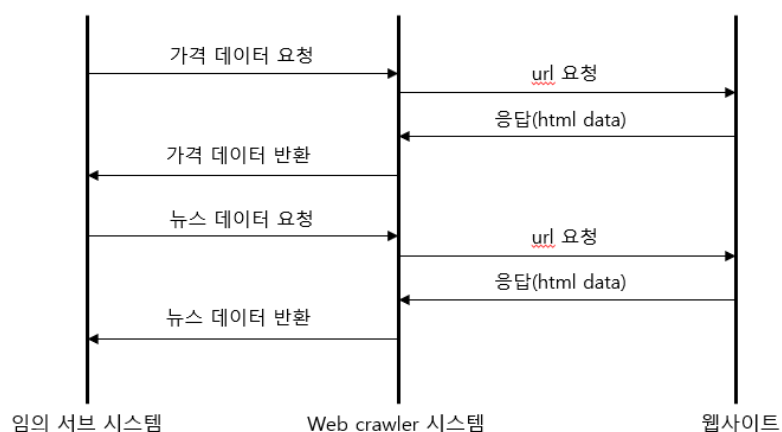 가격 데이터 요청
url 요청
응답(html data)
가격 데이터 반환
뉴스 데이터 요청
url 요청
응답(html data)
뉴스 데이터 반환
임의 서브 시스템
Web crawler 시스템
웹사이트